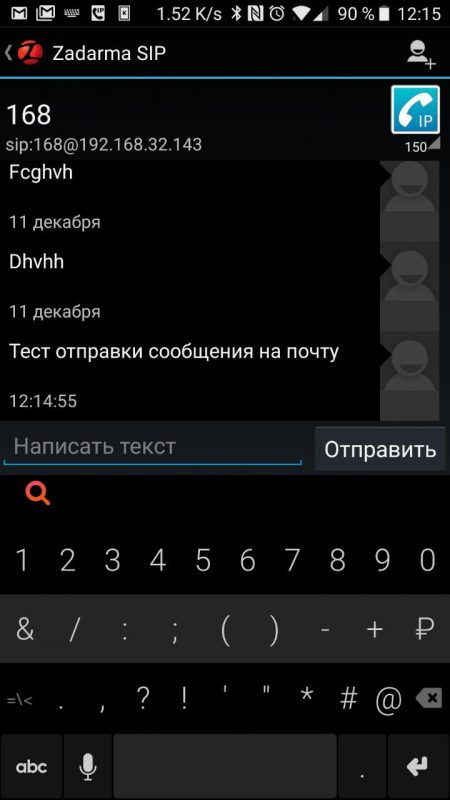 1.52 K/s 90 % 12:15
Zadarma SIP
168
sip:168@192.168.32.143
IP
150
Fcghvh
11 декабря
Dhvhh
11 декабря
Тест отправки сообщения на почту
12:14:55
Написать текст
Отправить
1 2 3 4 5 6 7 8 9 0
& / : ; ( ) - + ₽
=\< . , ? ! ' " * # @
abc .